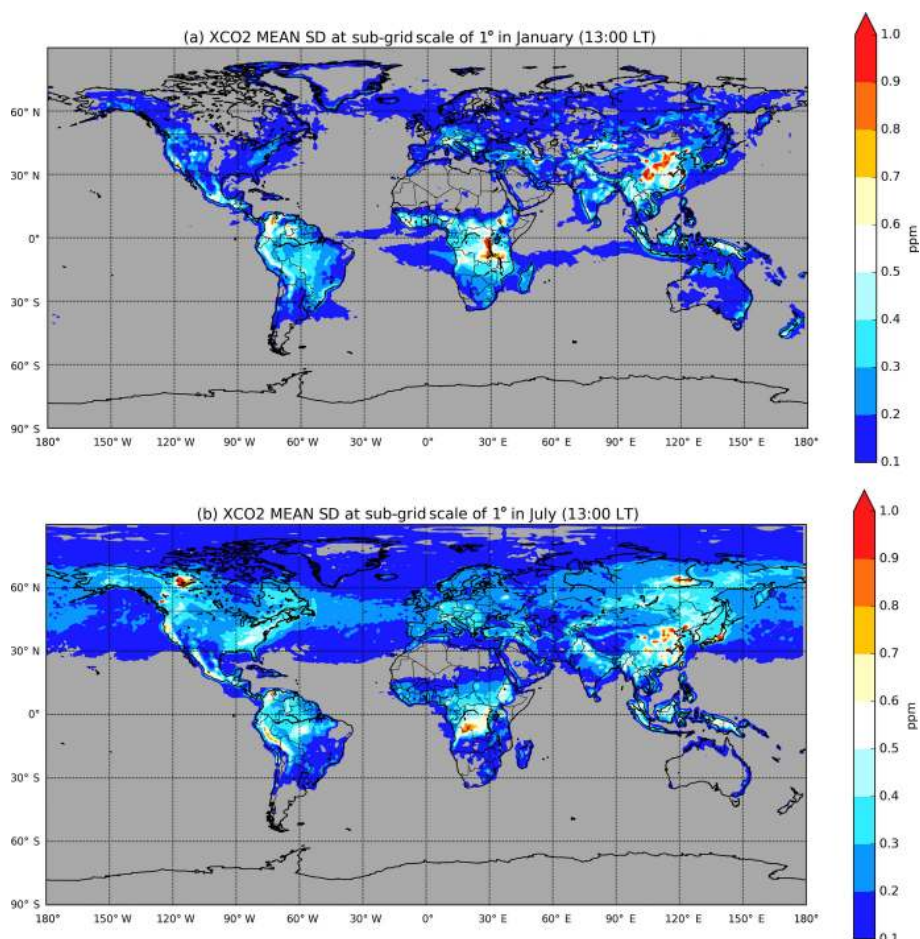 (a) XCO2 MEAN SD at sub-grid scale of 1° in January (13:00 LT)
60° N
30° N
0°
30° S
60° S
90° S
180° 150° W 120° W 90° W 60° W 30° W 0° 30° E 60° E 90° E 120° E 150° E 180°
1.0
0.9
0.8
0.7
0.6
0.5
0.4
0.3
0.2
0.1
ppm
(b) XCO2 MEAN SD at sub-grid scale of 1° in July (13:00 LT)
60° N
30° N
0°
30° S
60° S
90° S
180° 150° W 120° W 90° W 60° W 30° W 0° 30° E 60° E 90° E 120° E 150° E 180°
1.0
0.9
0.8
0.7
0.6
0.5
0.4
0.3
0.2
0.1
ppm